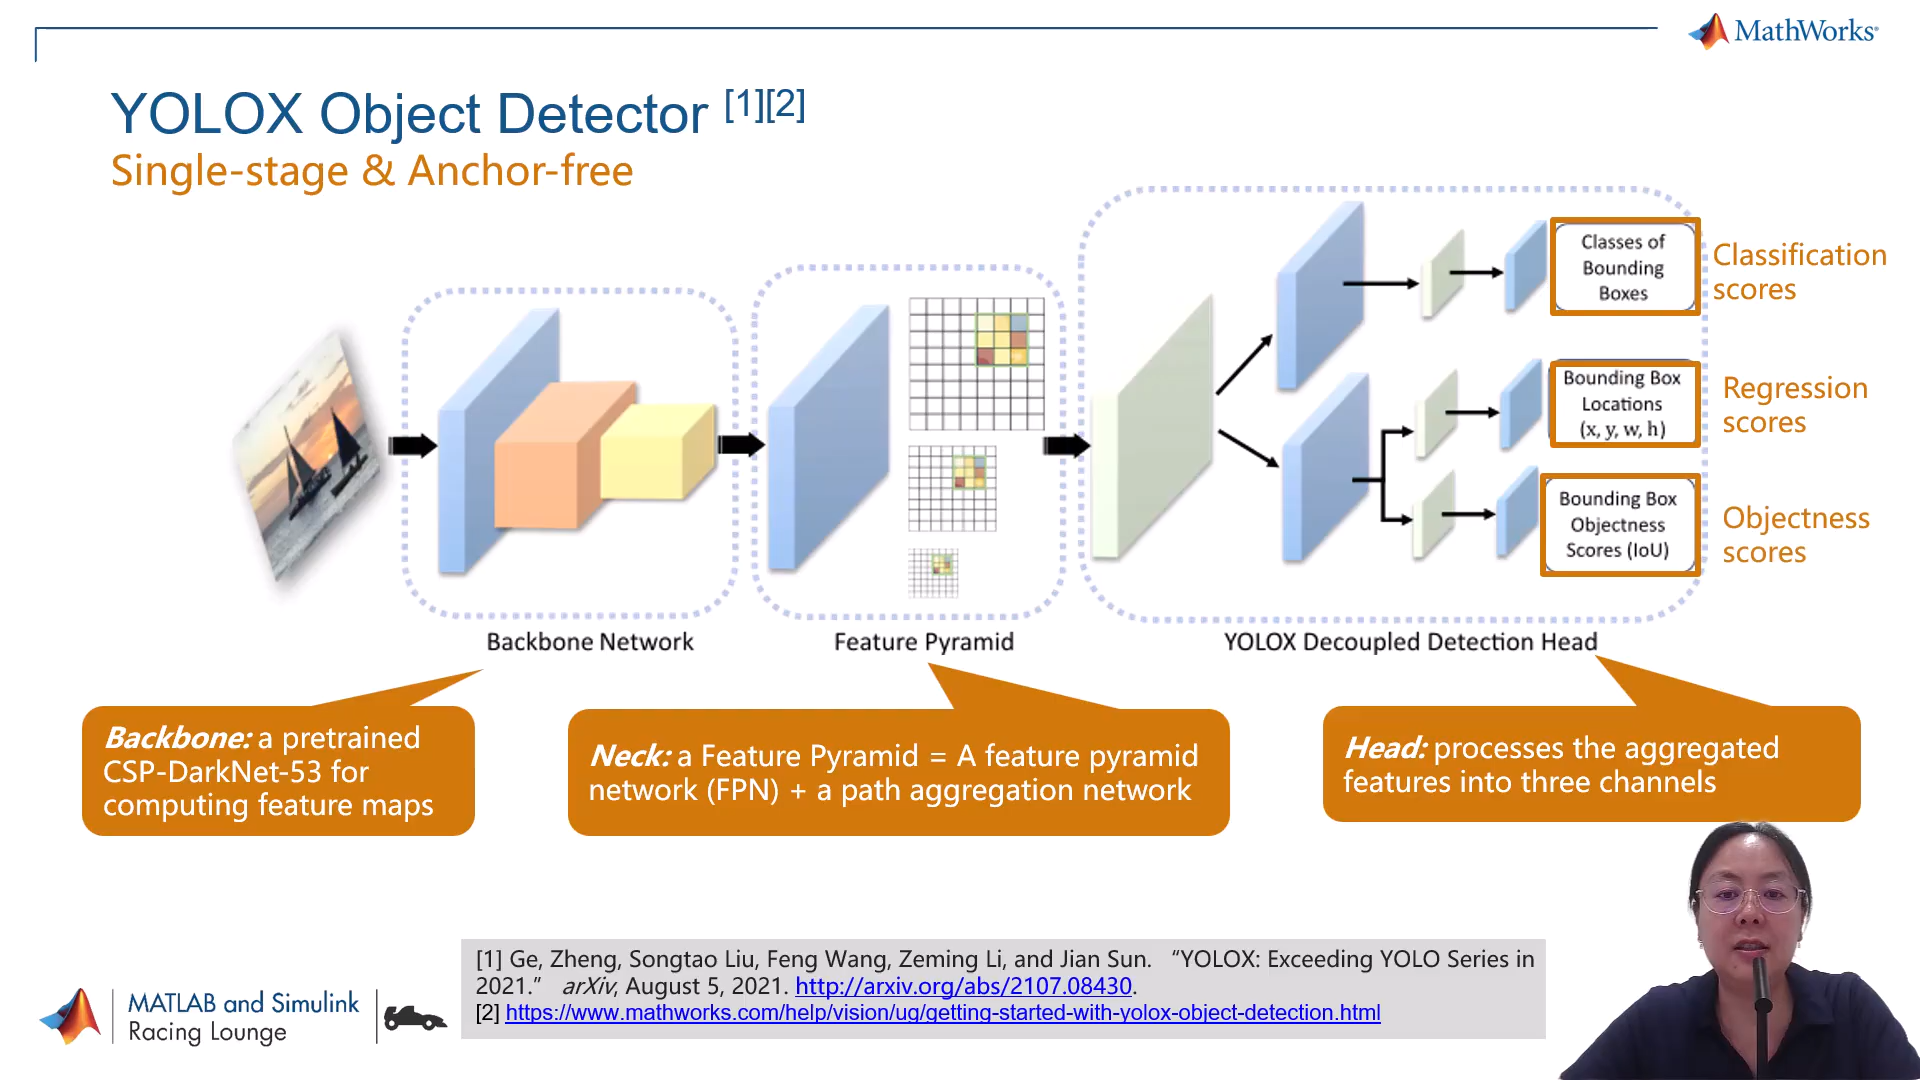 MathWorks®
YOLOX Object Detector [1][2]
Single-stage & Anchor-free
Classes of
Bounding
Boxes
Classification
scores
Bounding Box
Locations
(x, y, w, h)
Regression
scores
Bounding Box
Objectness
Scores (IoU)
Objectness
scores
Backbone Network
Feature Pyramid
YOLOX Decoupled Detection Head
Backbone: a pretrained
CSP-DarkNet-53 for
computing feature maps
Neck: a Feature Pyramid = A feature pyramid
network (FPN) + a path aggregation network
Head: processes the aggregated
features into three channels
[1] Ge, Zheng, Songtao Liu, Feng Wang, Zeming Li, and Jian Sun. “YOLOX: Exceeding YOLO Series in
2021.” arXiv, August 5, 2021. http://arxiv.org/abs/2107.08430.
[2] https://www.mathworks.com/help/vision/ug/getting-started-with-yolox-object-detection.html
MATLAB and Simulink
Racing Lounge